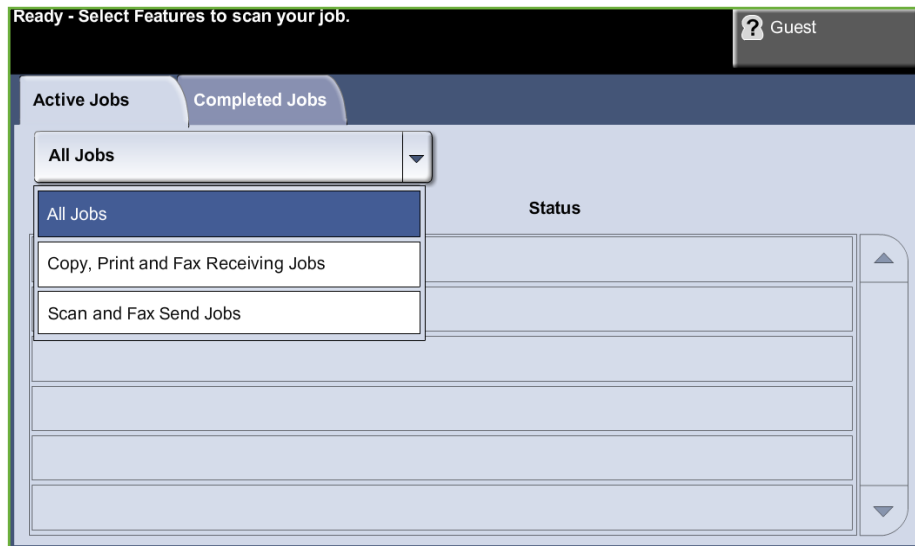 Ready - Select Features to scan your job.
? Guest
Active Jobs
Completed Jobs
All Jobs
Status
All Jobs
Copy, Print and Fax Receiving Jobs
Scan and Fax Send Jobs